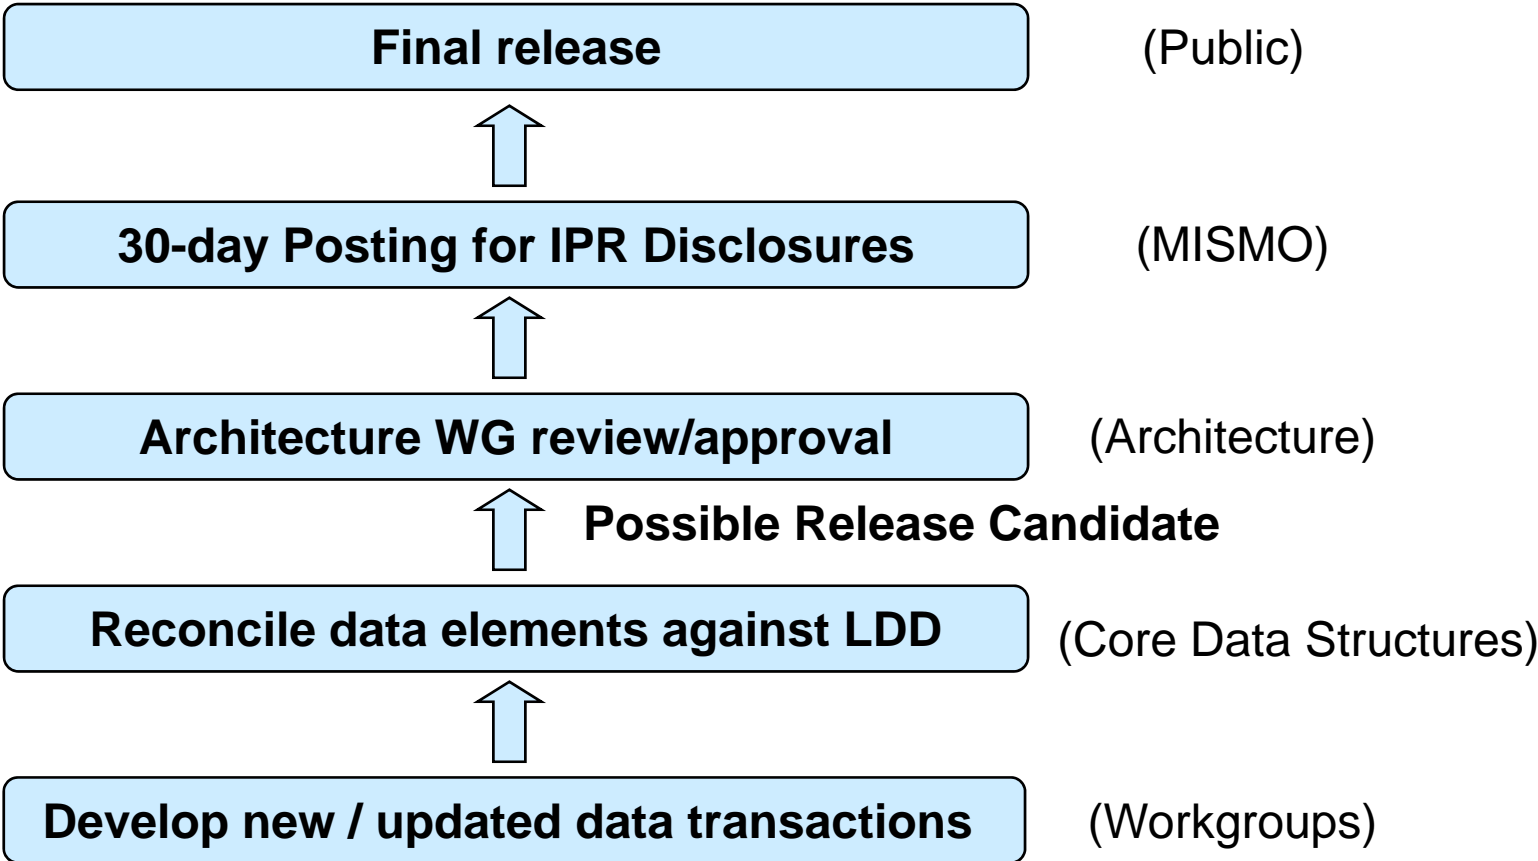 Final release (Public)
30-day Posting for IPR Disclosures (MISMO)
Architecture WG review/approval (Architecture)
Possible Release Candidate
Reconcile data elements against LDD (Core Data Structures)
Develop new / updated data transactions (Workgroups)